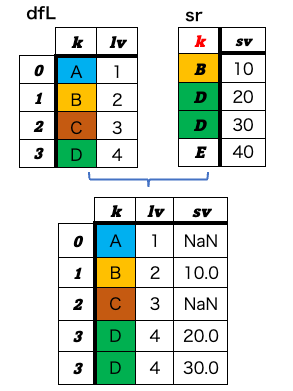 dfL sr
k lv k sv
0 A 1 B 10
1 B 2 D 20
2 C 3 D 30
3 D 4 E 40
k lv sv
0 A 1 NaN
1 B 2 10.0
2 C 3 NaN
3 D 4 20.0
3 D 4 30.0